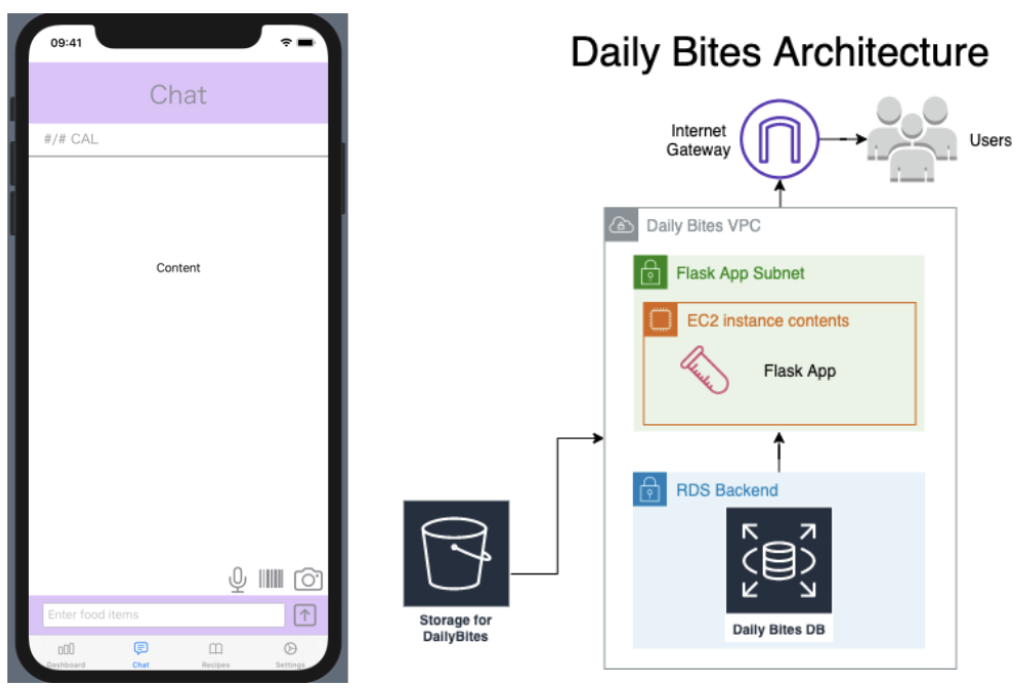 09:41
Chat
#/# CAL
Content
Enter food items
Dashboard
Chat
Recipes
Settings
Daily Bites Architecture
Internet
Gateway
Users
Daily Bites VPC
Flask App Subnet
EC2 instance contents
Flask App
RDS Backend
Daily Bites DB
Storage for
DailyBites